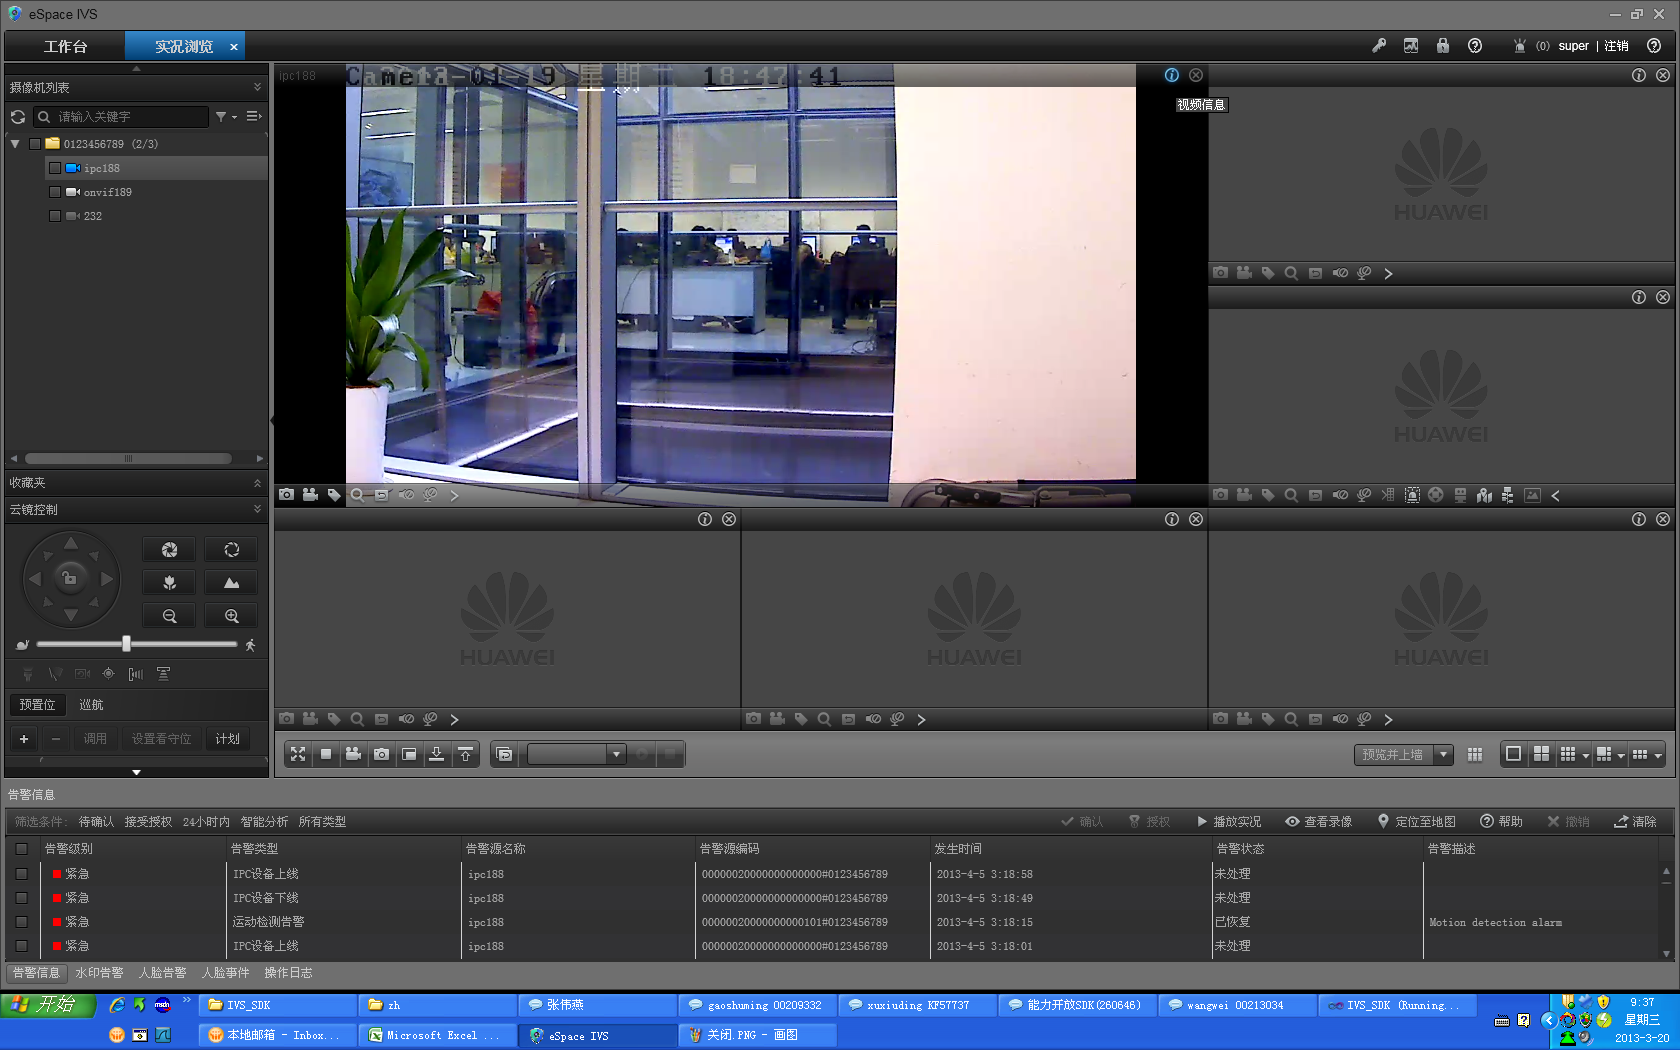 eSpace IVS
工作台
实况浏览
(0) super | 注销
摄像机列表
请输入关键字
0123456789 (2/3)
ipc188
onvif189
232
收藏夹
云镜控制
预置位 巡航
调用 设置看守位 计划
ipc188
Camera-01-19 星期二 18:47:41
视频信息
HUAWEI
HUAWEI
HUAWEI
HUAWEI
HUAWEI
预览并上墙
告警信息
筛选条件: 待确认 接受授权 24小时内 智能分析 所有类型
确认 授权 播放实况 查看录像 定位至地图 帮助 撤销 清除
告警级别 告警类型 告警源名称 告警源编码 发生时间 告警状态 告警描述
紧急 IPC设备上线 ipc188 00000020000000000000#0123456789 2013-4-5 3:18:58 未处理
紧急 IPC设备下线 ipc188 00000020000000000000#0123456789 2013-4-5 3:18:49 未处理
紧急 运动检测告警 ipc188 00000020000000000101#0123456789 2013-4-5 3:18:15 已恢复 Motion detection alarm
紧急 IPC设备上线 ipc188 00000020000000000000#0123456789 2013-4-5 3:18:01 未处理
告警信息 水印告警 人脸告警 人脸事件 操作日志
开始
msdn
IVS_SDK
zh
张伟燕
gaoshuming 00209332
xuxiuding KF57737
能力开放SDK(260646)
wangwei 00213034
IVS_SDK (Running...
9:37
本地邮箱 - Inbox...
Microsoft Excel ...
eSpace IVS
关闭.PNG - 画图
星期三
2013-3-20